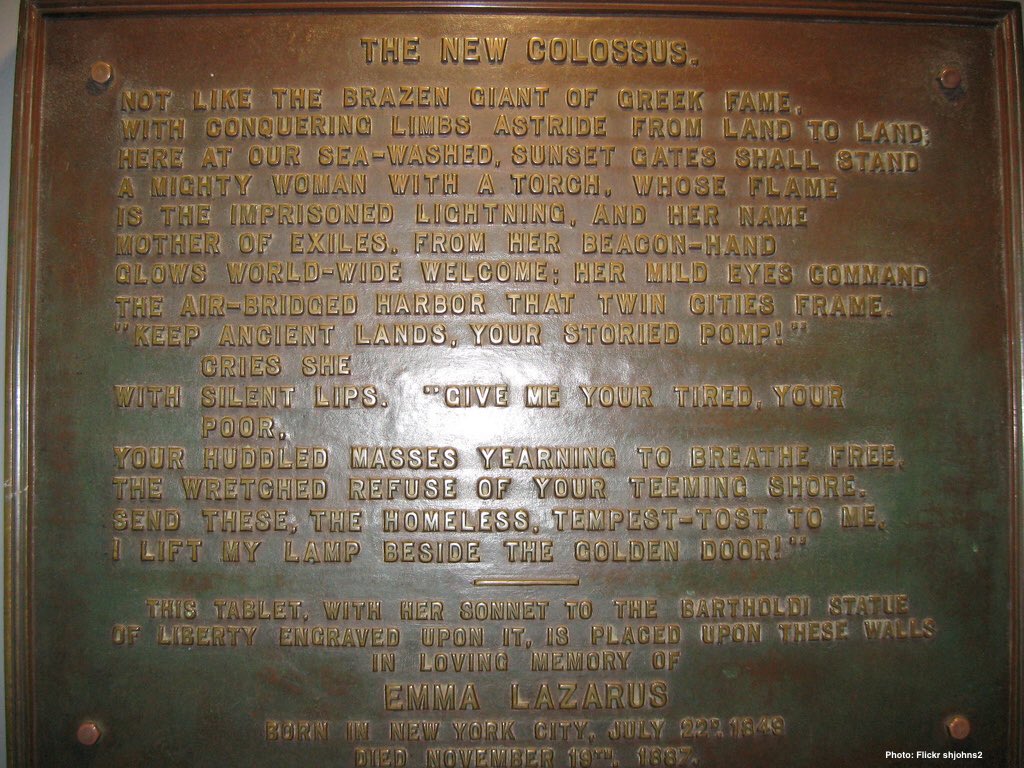 THE NEW COLOSSUS.
NOT LIKE THE BRAZEN GIANT OF GREEK FAME,
WITH CONQUERING LIMBS ASTRIDE FROM LAND TO LAND;
HERE AT OUR SEA-WASHED, SUNSET GATES SHALL STAND
A MIGHTY WOMAN WITH A TORCH, WHOSE FLAME
IS THE IMPRISONED LIGHTNING, AND HER NAME
MOTHER OF EXILES. FROM HER BEACON-HAND
GLOWS WORLD-WIDE WELCOME; HER MILD EYES COMMAND
THE AIR-BRIDGED HARBOR THAT TWIN CITIES FRAME.
"KEEP ANCIENT LANDS, YOUR STORIED POMP!"
CRIES SHE
WITH SILENT LIPS. "GIVE ME YOUR TIRED, YOUR
POOR,
YOUR HUDDLED MASSES YEARNING TO BREATHE FREE,
THE WRETCHED REFUSE OF YOUR TEEMING SHORE.
SEND THESE, THE HOMELESS, TEMPEST-TOST TO ME,
I LIFT MY LAMP BESIDE THE GOLDEN DOOR!"
THIS TABLET, WITH HER SONNET TO THE BARTHOLDI STATUE
OF LIBERTY ENGRAVED UPON IT, IS PLACED UPON THESE WALLS
IN LOVING MEMORY OF
EMMA LAZARUS
BORN IN NEW YORK CITY, JULY 22D, 1849
DIED NOVEMBER 19TH, 1887.
Photo: Flickr shjohns2